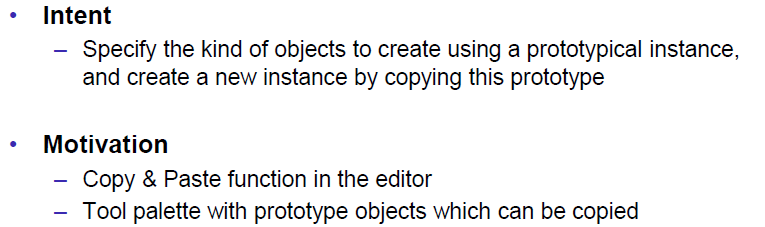 • Intent
– Specify the kind of objects to create using a prototypical instance,
and create a new instance by copying this prototype
• Motivation
– Copy & Paste function in the editor
– Tool palette with prototype objects which can be copied